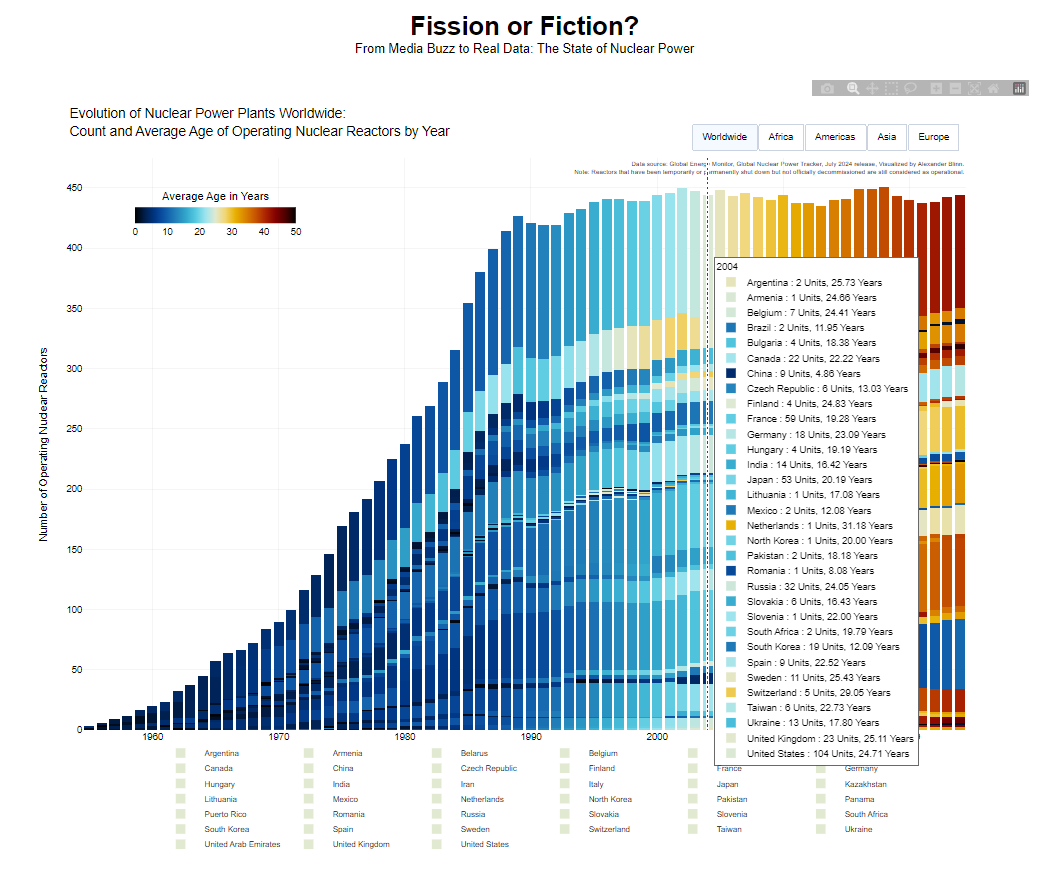 Fission or Fiction?
From Media Buzz to Real Data: The State of Nuclear Power
Evolution of Nuclear Power Plants Worldwide:
Count and Average Age of Operating Nuclear Reactors by Year
Worldwide Africa Americas Asia Europe
Data source: Global Energy Monitor, Global Nuclear Power Tracker, July 2024 release, Visualized by Alexander Blinn.
Note: Reactors that have been temporarily or permanently shut down but not officially decommissioned are still considered as operational.
Average Age in Years
0 10 20 30 40 50
Number of Operating Nuclear Reactors
450
400
350
300
250
200
150
100
50
0
1960 1970 1980 1990 2000
2004
Argentina : 2 Units, 25.73 Years
Armenia : 1 Units, 24.66 Years
Belgium : 7 Units, 24.41 Years
Brazil : 2 Units, 11.95 Years
Bulgaria : 4 Units, 18.38 Years
Canada : 22 Units, 22.22 Years
China : 9 Units, 4.86 Years
Czech Republic : 6 Units, 13.03 Years
Finland : 4 Units, 24.83 Years
France : 59 Units, 19.28 Years
Germany : 18 Units, 23.09 Years
Hungary : 4 Units, 19.19 Years
India : 14 Units, 16.42 Years
Japan : 53 Units, 20.19 Years
Lithuania : 1 Units, 17.08 Years
Mexico : 2 Units, 12.08 Years
Netherlands : 1 Units, 31.18 Years
North Korea : 1 Units, 20.00 Years
Pakistan : 2 Units, 18.18 Years
Romania : 1 Units, 8.08 Years
Russia : 32 Units, 24.05 Years
Slovakia : 6 Units, 16.43 Years
Slovenia : 1 Units, 22.00 Years
South Africa : 2 Units, 19.79 Years
South Korea : 19 Units, 12.09 Years
Spain : 9 Units, 22.52 Years
Sweden : 11 Units, 25.43 Years
Switzerland : 5 Units, 29.05 Years
Taiwan : 6 Units, 22.73 Years
Ukraine : 13 Units, 17.80 Years
United Kingdom : 23 Units, 25.11 Years
United States : 104 Units, 24.71 Years
Argentina Armenia Belarus Belgium
Canada China Czech Republic Finland France Germany
Hungary India Iran Italy Japan Kazakhstan
Lithuania Mexico Netherlands North Korea Pakistan Panama
Puerto Rico Romania Russia Slovakia Slovenia South Africa
South Korea Spain Sweden Switzerland Taiwan Ukraine
United Arab Emirates United Kingdom United States